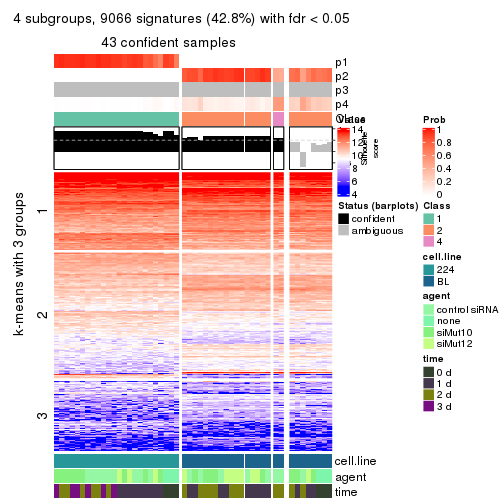 4 subgroups, 9066 signatures (42.8%) with fdr < 0.05
43 confident samples
p1
p2
p3
p4
Class
Silhouette
score
k-means with 3 groups
1
2
3
cell.line
agent
time
Value
14
12
10
8
6
4
Prob
1
0.8
0.6
0.4
0.2
0
Status (barplots)
confident
ambiguous
Class
1
2
4
cell.line
224
BL
agent
control siRNA
none
siMut10
siMut12
time
0 d
1 d
2 d
3 d